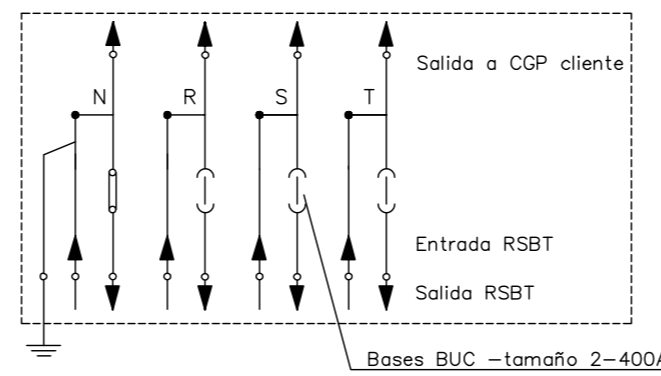 Salida a CGP cliente
N R S T
Entrada RSBT
Salida RSBT
Bases BUC –tamaño 2–400A